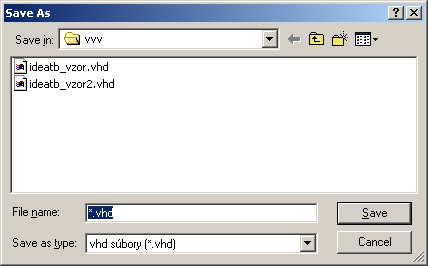 Save As
Save in: vvv
ideatb_vzor.vhd
ideatb_vzor2.vhd
File name: *.vhd Save
Save as type: vhd súbory (*.vhd) Cancel